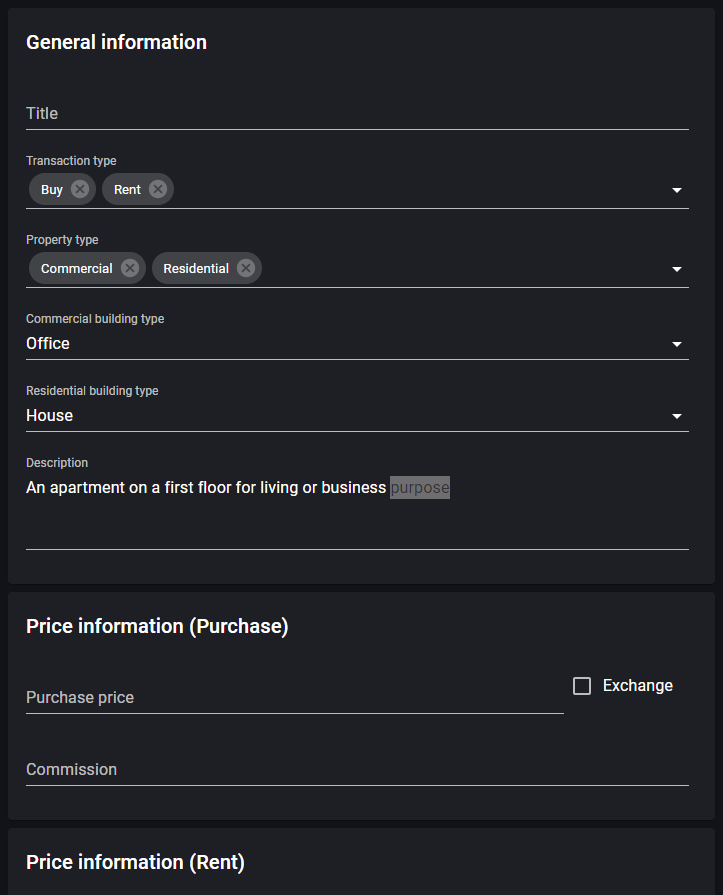 General information
Title
Transaction type
Buy Rent
Property type
Commercial Residential
Commercial building type
Office
Residential building type
House
Description
An apartment on a first floor for living or business purpose
Price information (Purchase)
Purchase price
Exchange
Commission
Price information (Rent)